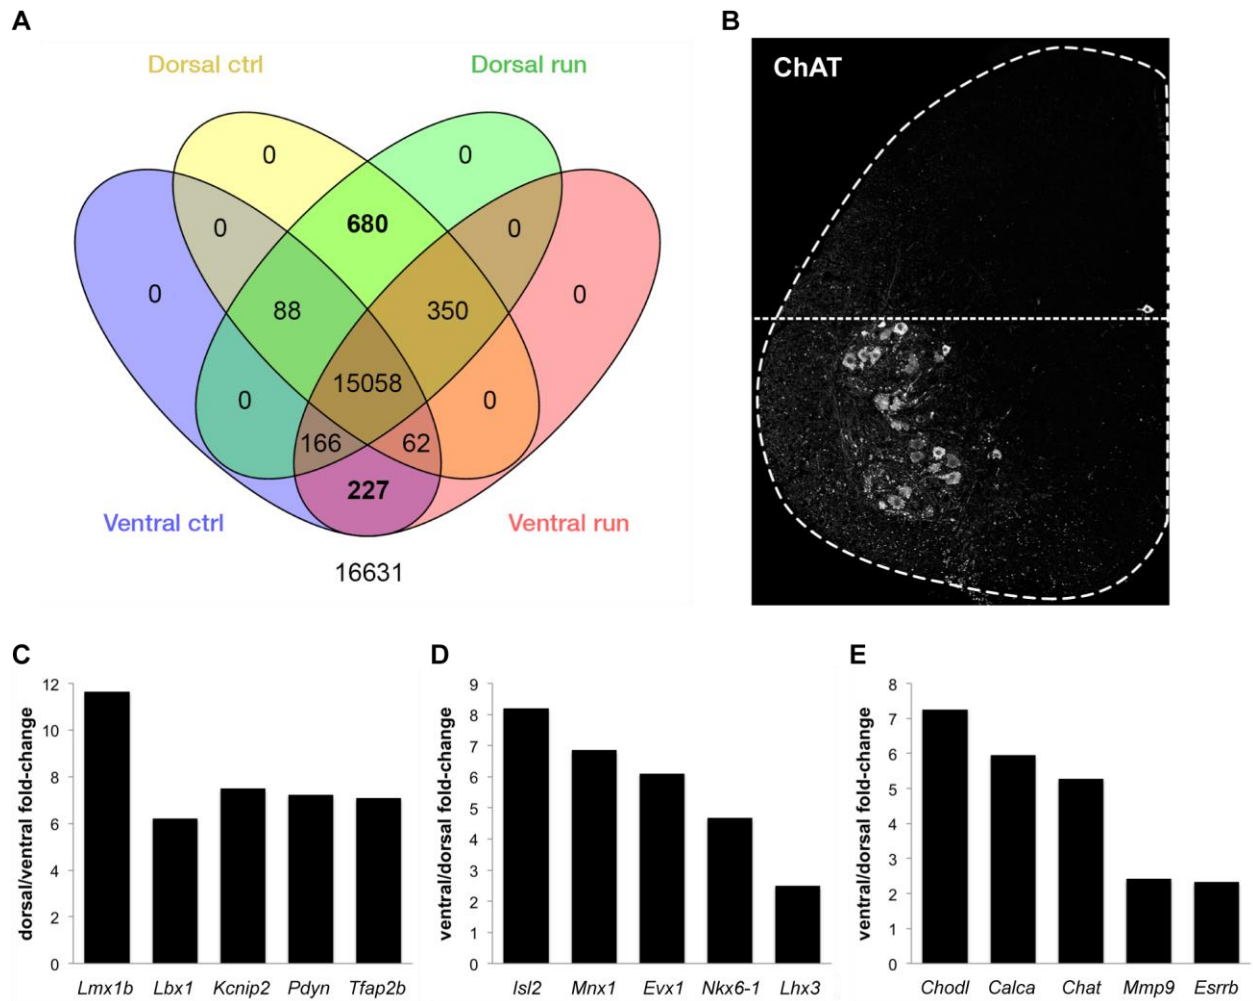 A
B
Dorsal ctrl
Dorsal run
ChAT
0
0
680
0
0
0
0
88
350
15058
0
0
166
62
227
Ventral ctrl
Ventral run
16631
C
D
E
dorsal/ventral fold-change
12
10
8
6
4
2
0
Lmx1b Lbx1 Kcnip2 Pdyn Tfap2b
ventral/dorsal fold-change
9
8
7
6
5
4
3
2
1
0
Isl2 Mnx1 Evx1 Nkx6-1 Lhx3
ventral/dorsal fold-change
8
7
6
5
4
3
2
1
0
Chodl Calca Chat Mmp9 Esrrb